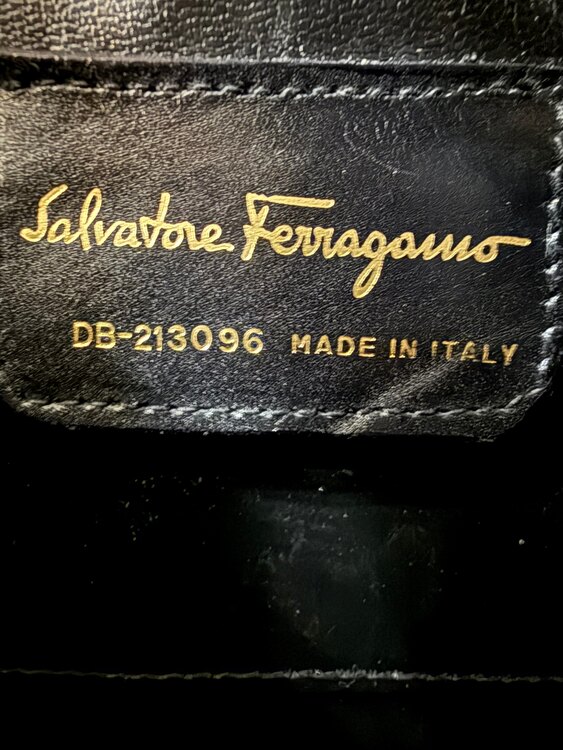 Salvatore Ferragamo
DB-213096 MADE IN ITALY